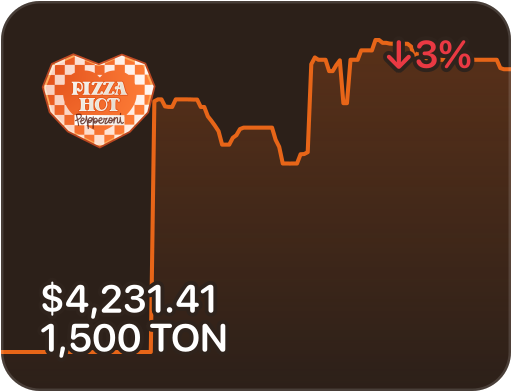 ↓3%
PIZZA
HOT
Pepperoni
$4,231.41
1,500 TON